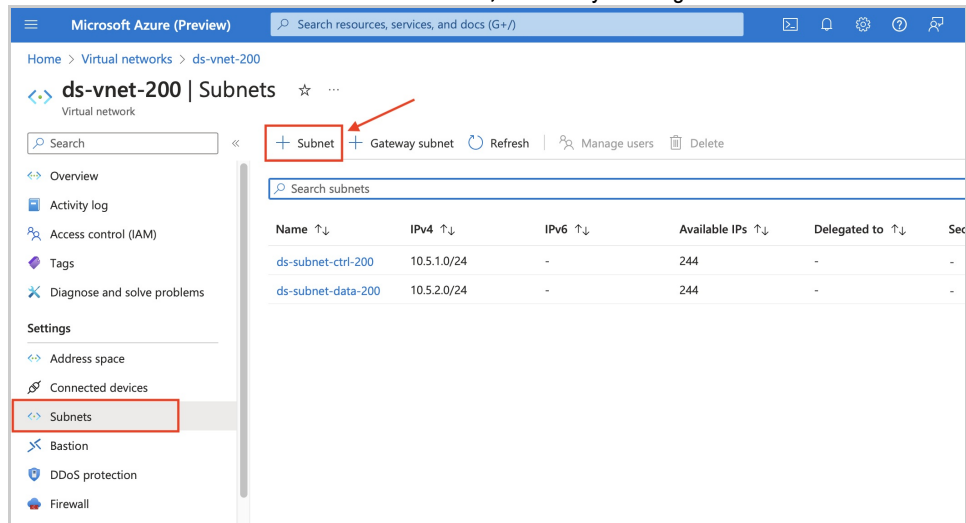 Microsoft Azure (Preview)
Search resources, services, and docs (G+/)
Home > Virtual networks > ds-vnet-200
ds-vnet-200 | Subnets
Virtual network
Search
+ Subnet + Gateway subnet Refresh Manage users Delete
Overview
Activity log
Access control (IAM)
Tags
Diagnose and solve problems
Settings
Address space
Connected devices
Subnets
Bastion
DDoS protection
Firewall
Search subnets
Name ↑↓ IPv4 ↑↓ IPv6 ↑↓ Available IPs ↑↓ Delegated to ↑↓ Sec
ds-subnet-ctrl-200 10.5.1.0/24 - 244 - -
ds-subnet-data-200 10.5.2.0/24 - 244 - -